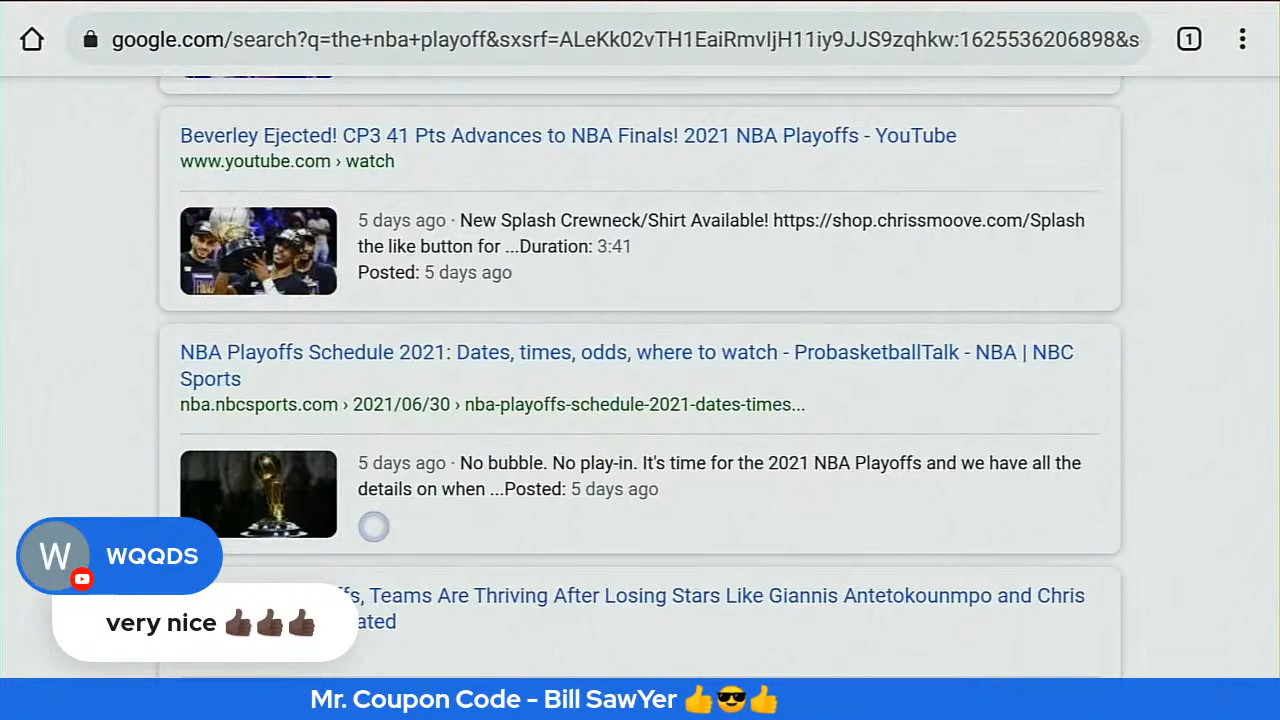 google.com/search?q=the+nba+playoff&sxsrf=ALeKk02vTH1EaiRmvIjH11iy9JJS9zqhkw:1625536206898&s
1
Beverley Ejected! CP3 41 Pts Advances to NBA Finals! 2021 NBA Playoffs - YouTube
www.youtube.com › watch
5 days ago · New Splash Crewneck/Shirt Available! https://shop.chrissmoove.com/Splash
the like button for ...Duration: 3:41
Posted: 5 days ago
NBA Playoffs Schedule 2021: Dates, times, odds, where to watch - ProbasketballTalk - NBA | NBC
Sports
nba.nbcsports.com › 2021/06/30 › nba-playoffs-schedule-2021-dates-times...
5 days ago · No bubble. No play-in. It's time for the 2021 NBA Playoffs and we have all the
details on when ...Posted: 5 days ago
W WQQDS
fs, Teams Are Thriving After Losing Stars Like Giannis Antetokounmpo and Chris
ated
very nice 👍🏿👍🏿👍🏿
Mr. Coupon Code - Bill SawYer 👍😎👍